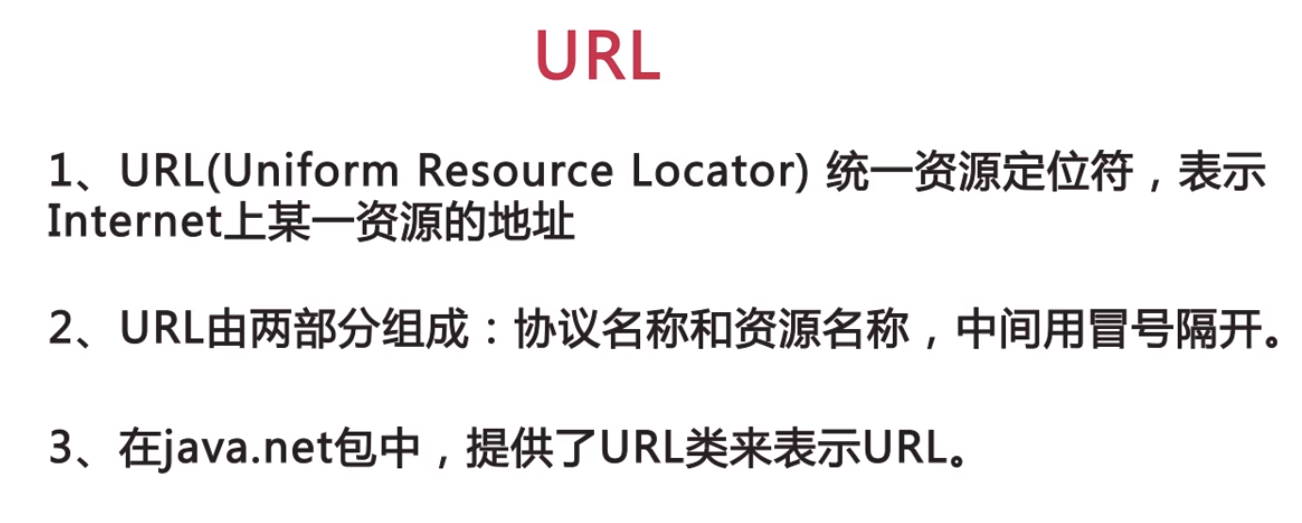 URL
1、URL(Uniform Resource Locator) 统一资源定位符，表示
Internet上某一资源的地址
2、URL由两部分组成：协议名称和资源名称，中间用冒号隔开。
3、在java.net包中，提供了URL类来表示URL。